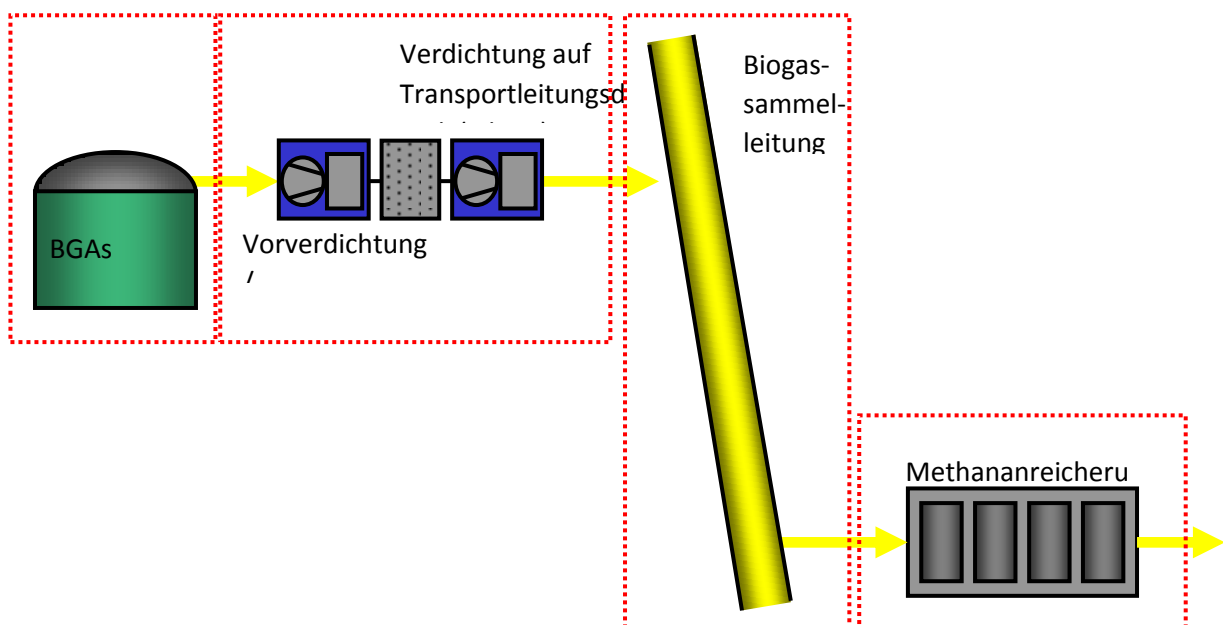 Verdichtung auf
Transportleitungsd
Biogas-
sammel-
leitung
BGAs
Vorverdichtung
/
Methananreicheru